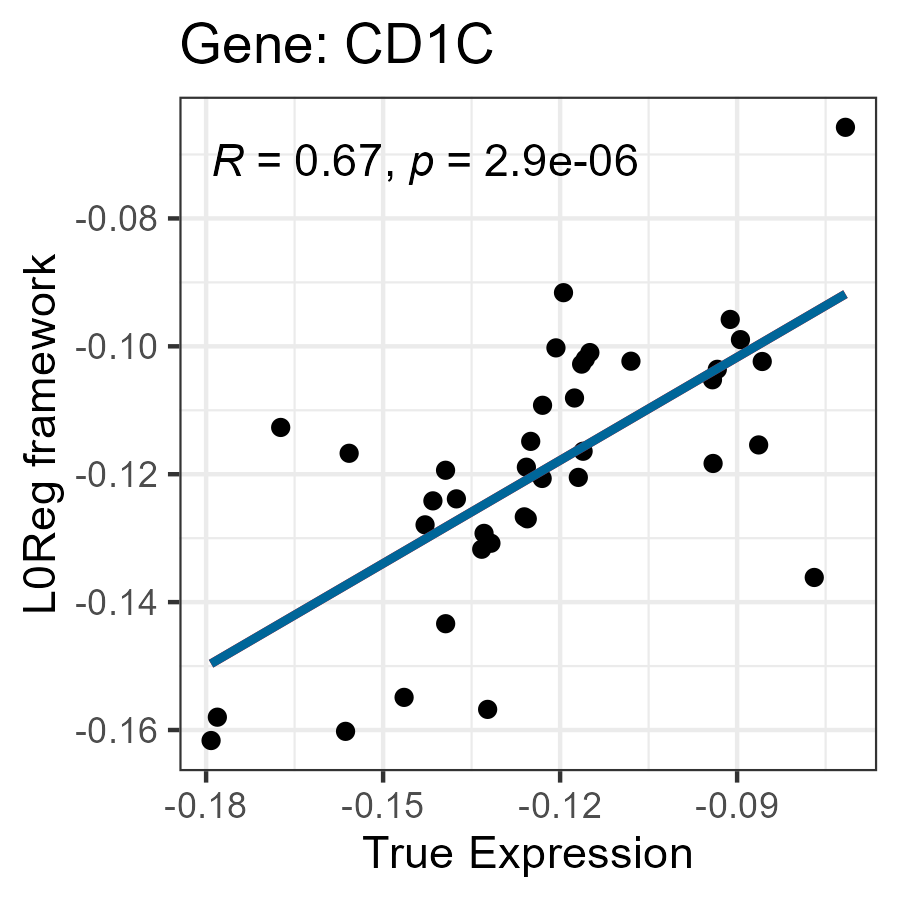 Gene: CD1C
R = 0.67, p = 2.9e-06
L0Reg framework
-0.08
-0.10
-0.12
-0.14
-0.16
-0.18 -0.15 -0.12 -0.09
True Expression